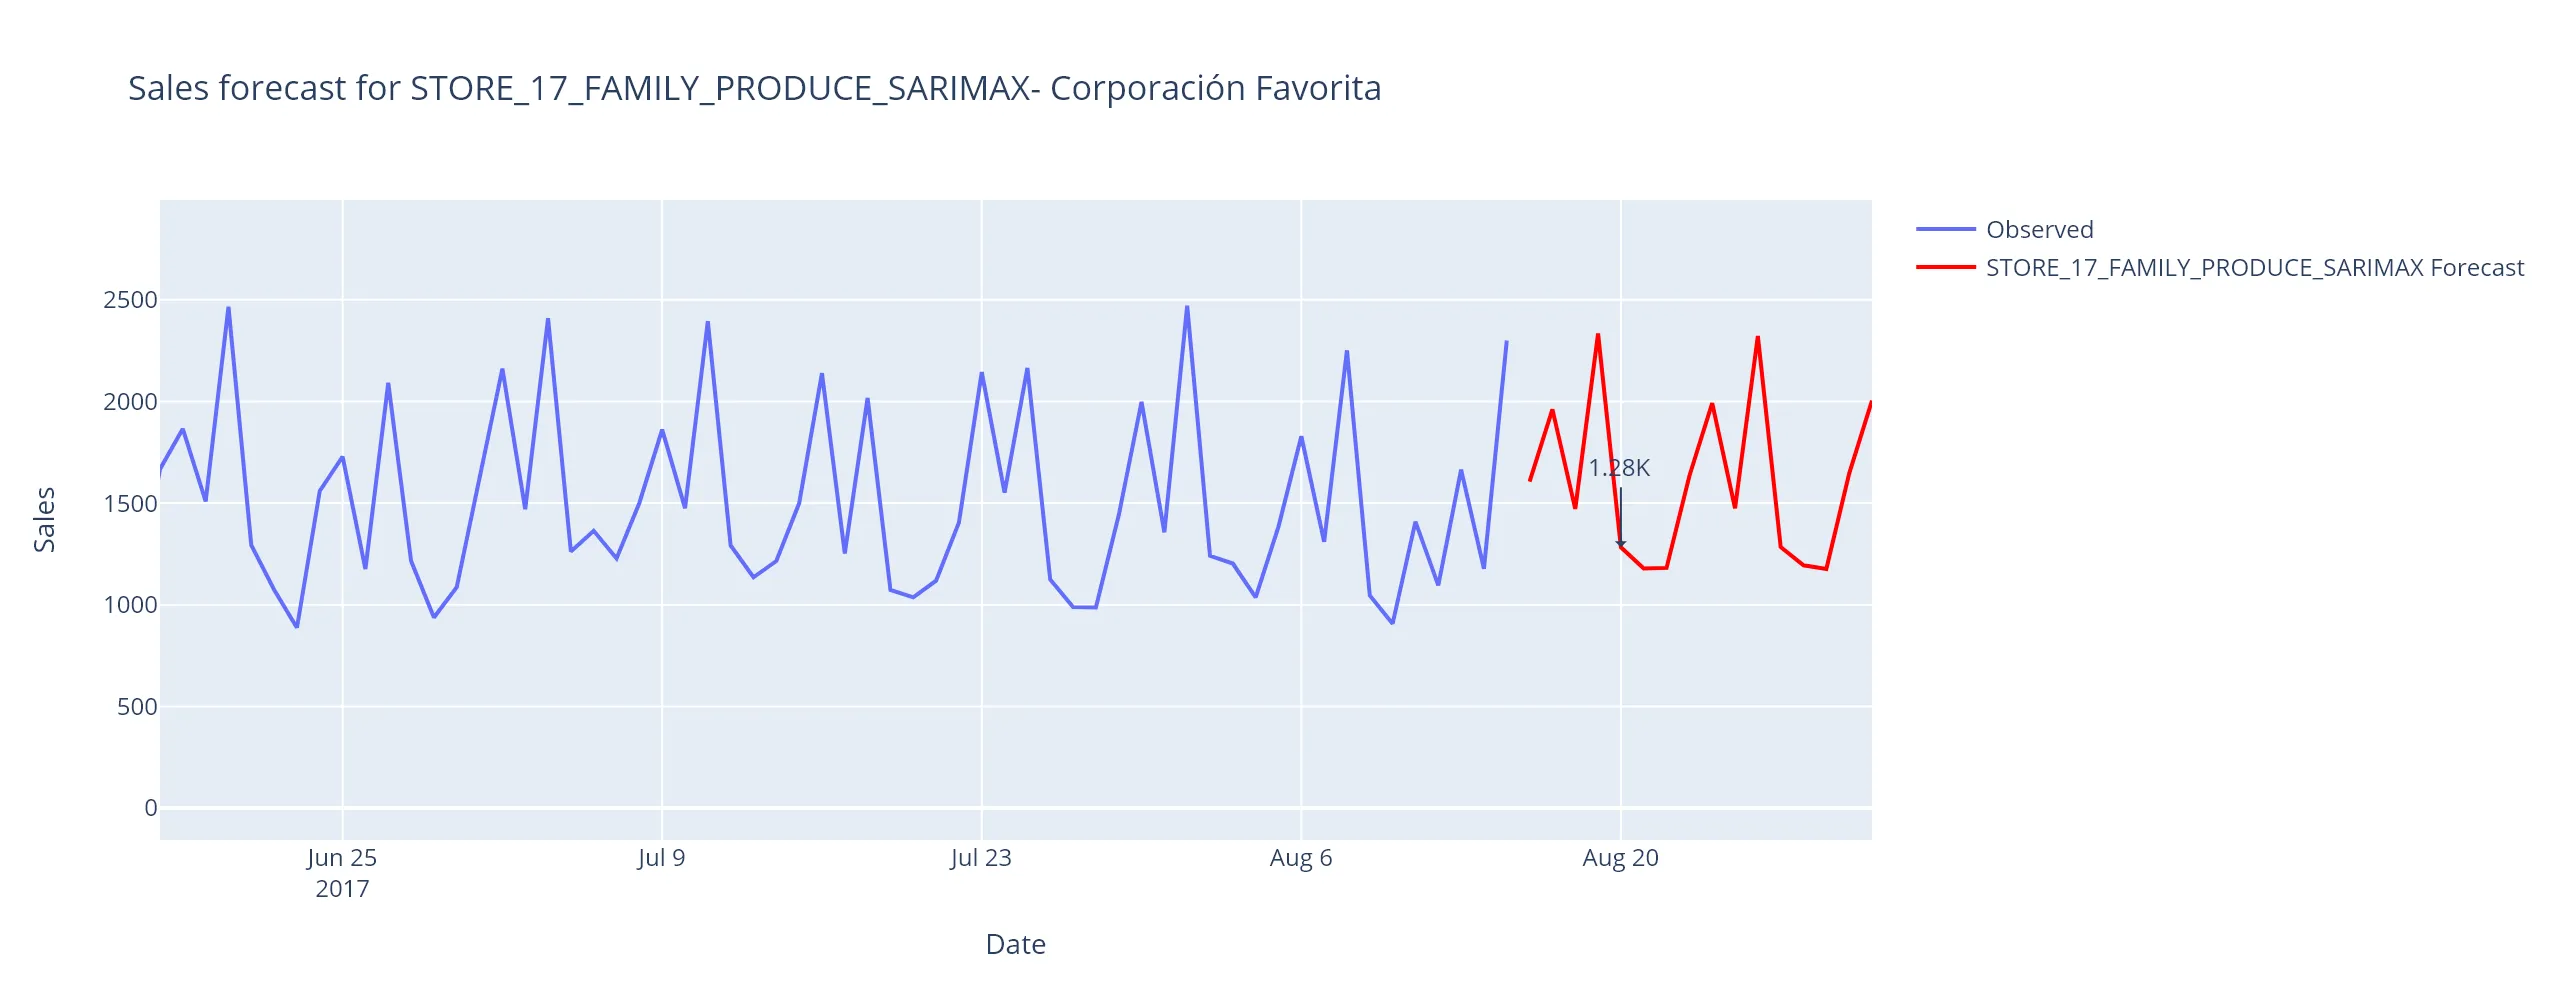 Sales forecast for STORE_17_FAMILY_PRODUCE_SARIMAX- Corporación Favorita
Observed
STORE_17_FAMILY_PRODUCE_SARIMAX Forecast
Sales
2500
2000
1500
1000
500
0
1.28K
Jun 25
2017
Jul 9
Jul 23
Aug 6
Aug 20
Date